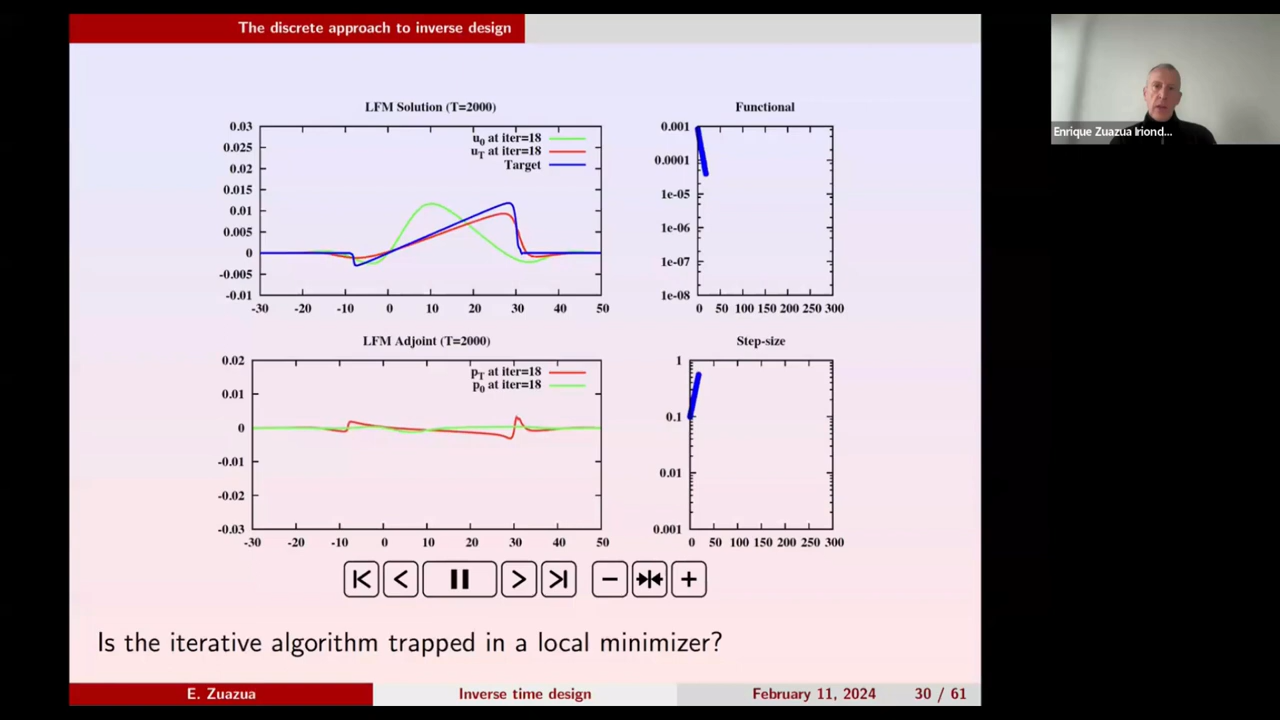 The discrete approach to inverse design
Enrique Zuazua Iriond...
LFM Solution (T=2000)
0.03
0.025
0.02
0.015
0.01
0.005
0
-0.005
-0.01
u0 at iter=18
uT at iter=18
Target
-30 -20 -10 0 10 20 30 40 50
Functional
0.001
0.0001
1e-05
1e-06
1e-07
1e-08
0 50 100 150 200 250 300
LFM Adjoint (T=2000)
0.02
0.01
0
-0.01
-0.02
-0.03
pT at iter=18
p0 at iter=18
-30 -20 -10 0 10 20 30 40 50
Step-size
1
0.1
0.01
0.001
0 50 100 150 200 250 300
Is the iterative algorithm trapped in a local minimizer?
E. Zuazua Inverse time design February 11, 2024 30 / 61